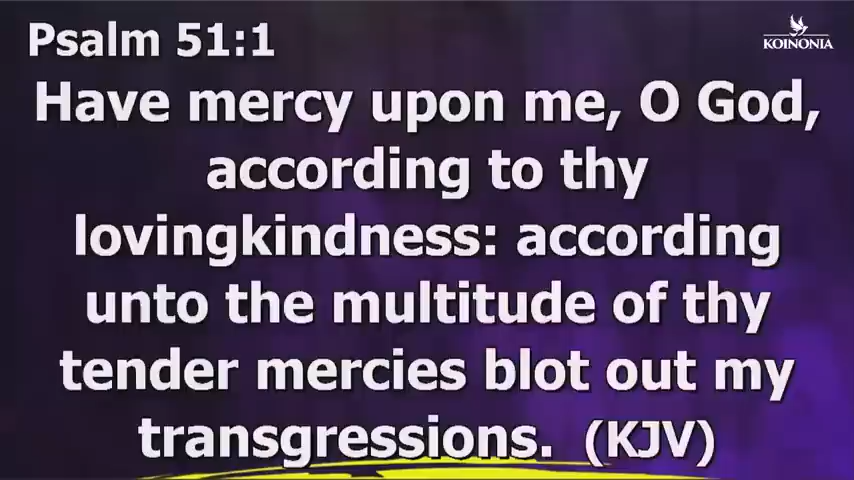 Psalm 51:1
KOINONIA
Have mercy upon me, O God,
according to thy
lovingkindness: according
unto the multitude of thy
tender mercies blot out my
transgressions. (KJV)